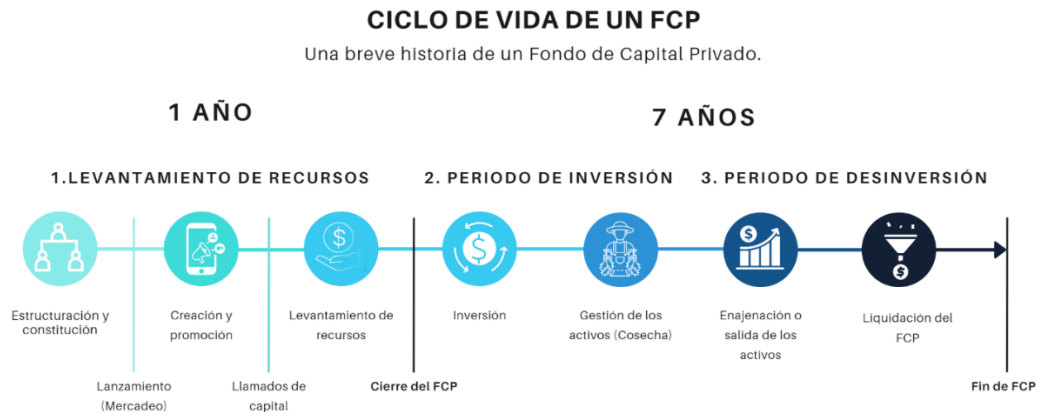 CICLO DE VIDA DE UN FCP
Una breve historia de un Fondo de Capital Privado.
1 AÑO
7 AÑOS
1.LEVANTAMIENTO DE RECURSOS
2. PERIODO DE INVERSIÓN
3. PERIODO DE DESINVERSIÓN
Estructuración y
constitución
Creación y
promoción
Levantamiento de
recursos
Inversión
Gestión de los
activos (Cosecha)
Enajenación o
salida de los
activos
Liquidación del
FCP
Lanzamiento
(Mercadeo)
Llamados de
capital
Cierre del FCP
Fin de FCP